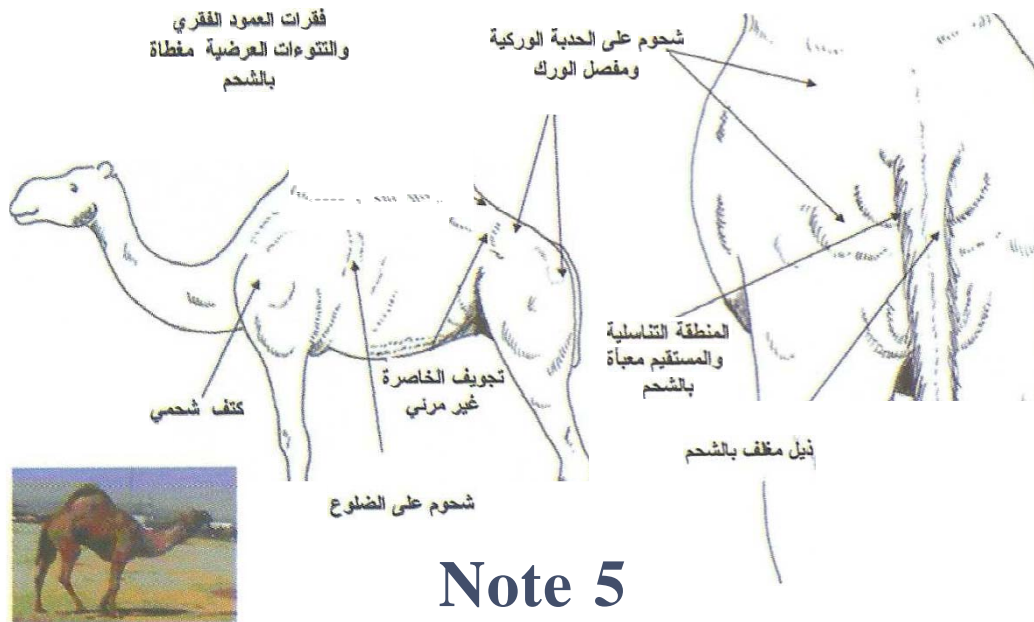 فقرات العمود الفقري
والنتوءات العرضية مغطاة
بالشحم
شحوم على الحدبة الوركية
ومفصل الورك
المنطقة التناسلية
والمستقيم معبأة
بالشحم
تجويف الخاصرة
غير مرئي
كتف شحمي
ذيل مغلف بالشحم
شحوم على الضلوع
Note 5